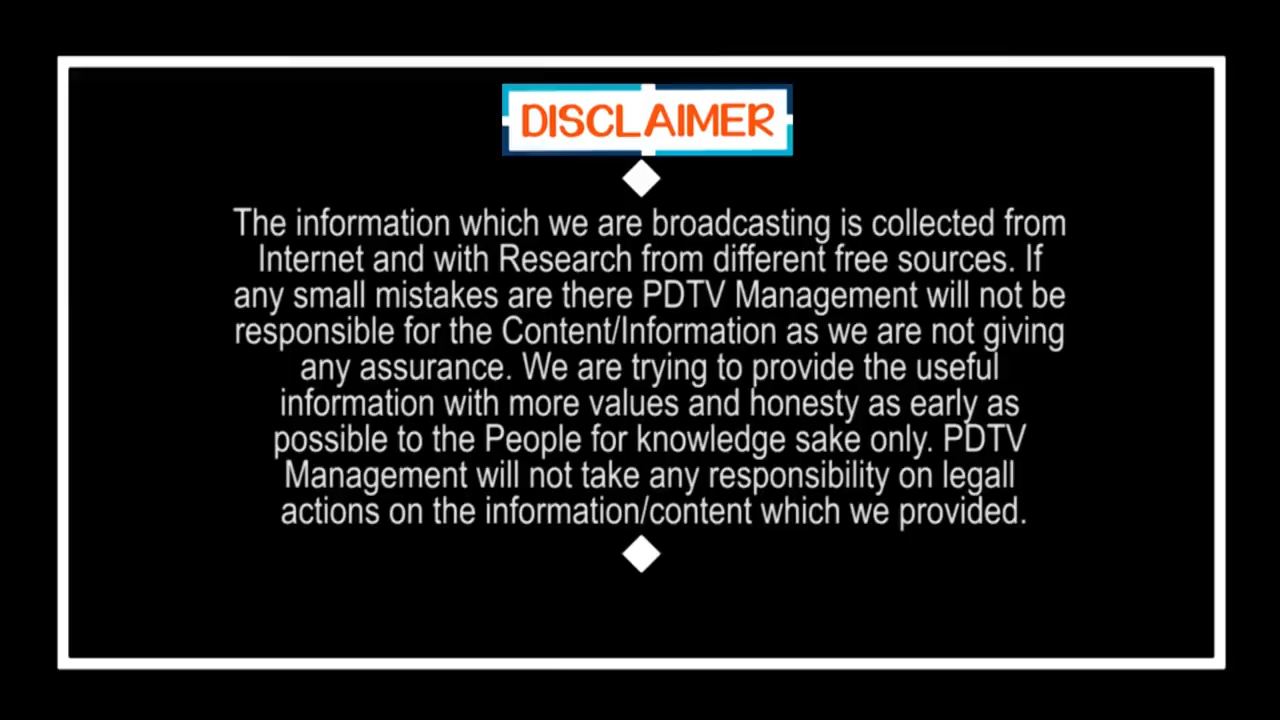 DISCLAIMER
The information which we are broadcasting is collected from
Internet and with Research from different free sources. If
any small mistakes are there PDTV Management will not be
responsible for the Content/Information as we are not giving
any assurance. We are trying to provide the useful
information with more values and honesty as early as
possible to the People for knowledge sake only. PDTV
Management will not take any responsibility on legall
actions on the information/content which we provided.